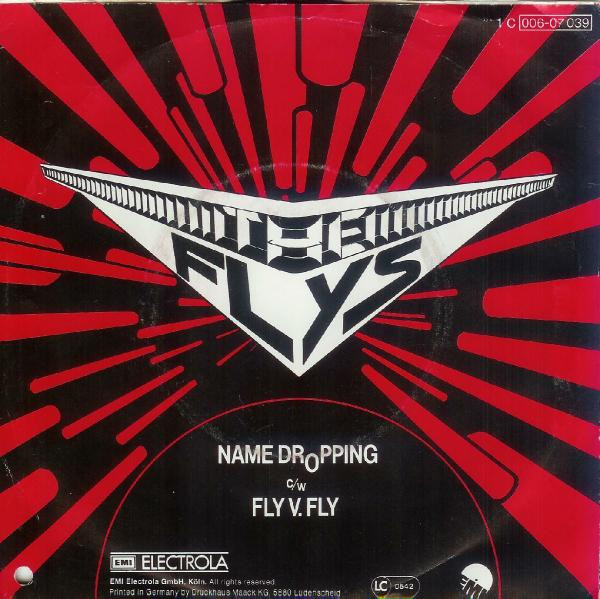 1 C 006-07 039
THE
FLYS
NAME DROPPING
c/w
FLY V. FLY
EMI ELECTROLA
EMI Electrola GmbH, Köln. All rights reserved
Printed in Germany by Druckhaus Maack KG, 5880 Lüdenscheid
LC 0542
EMI